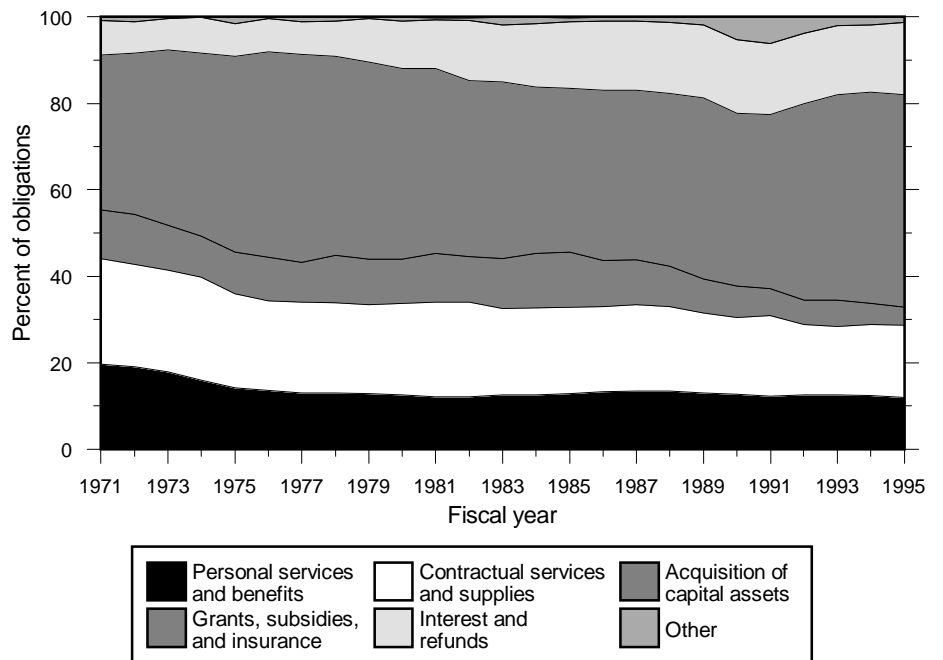 Percent of obligations
100
80
60
40
20
0
1971 1973 1975 1977 1979 1981 1983 1985 1987 1989 1991 1993 1995
Fiscal year
Personal services
and benefits
Contractual services
and supplies
Acquisition of
capital assets
Grants, subsidies,
and insurance
Interest and
refunds
Other